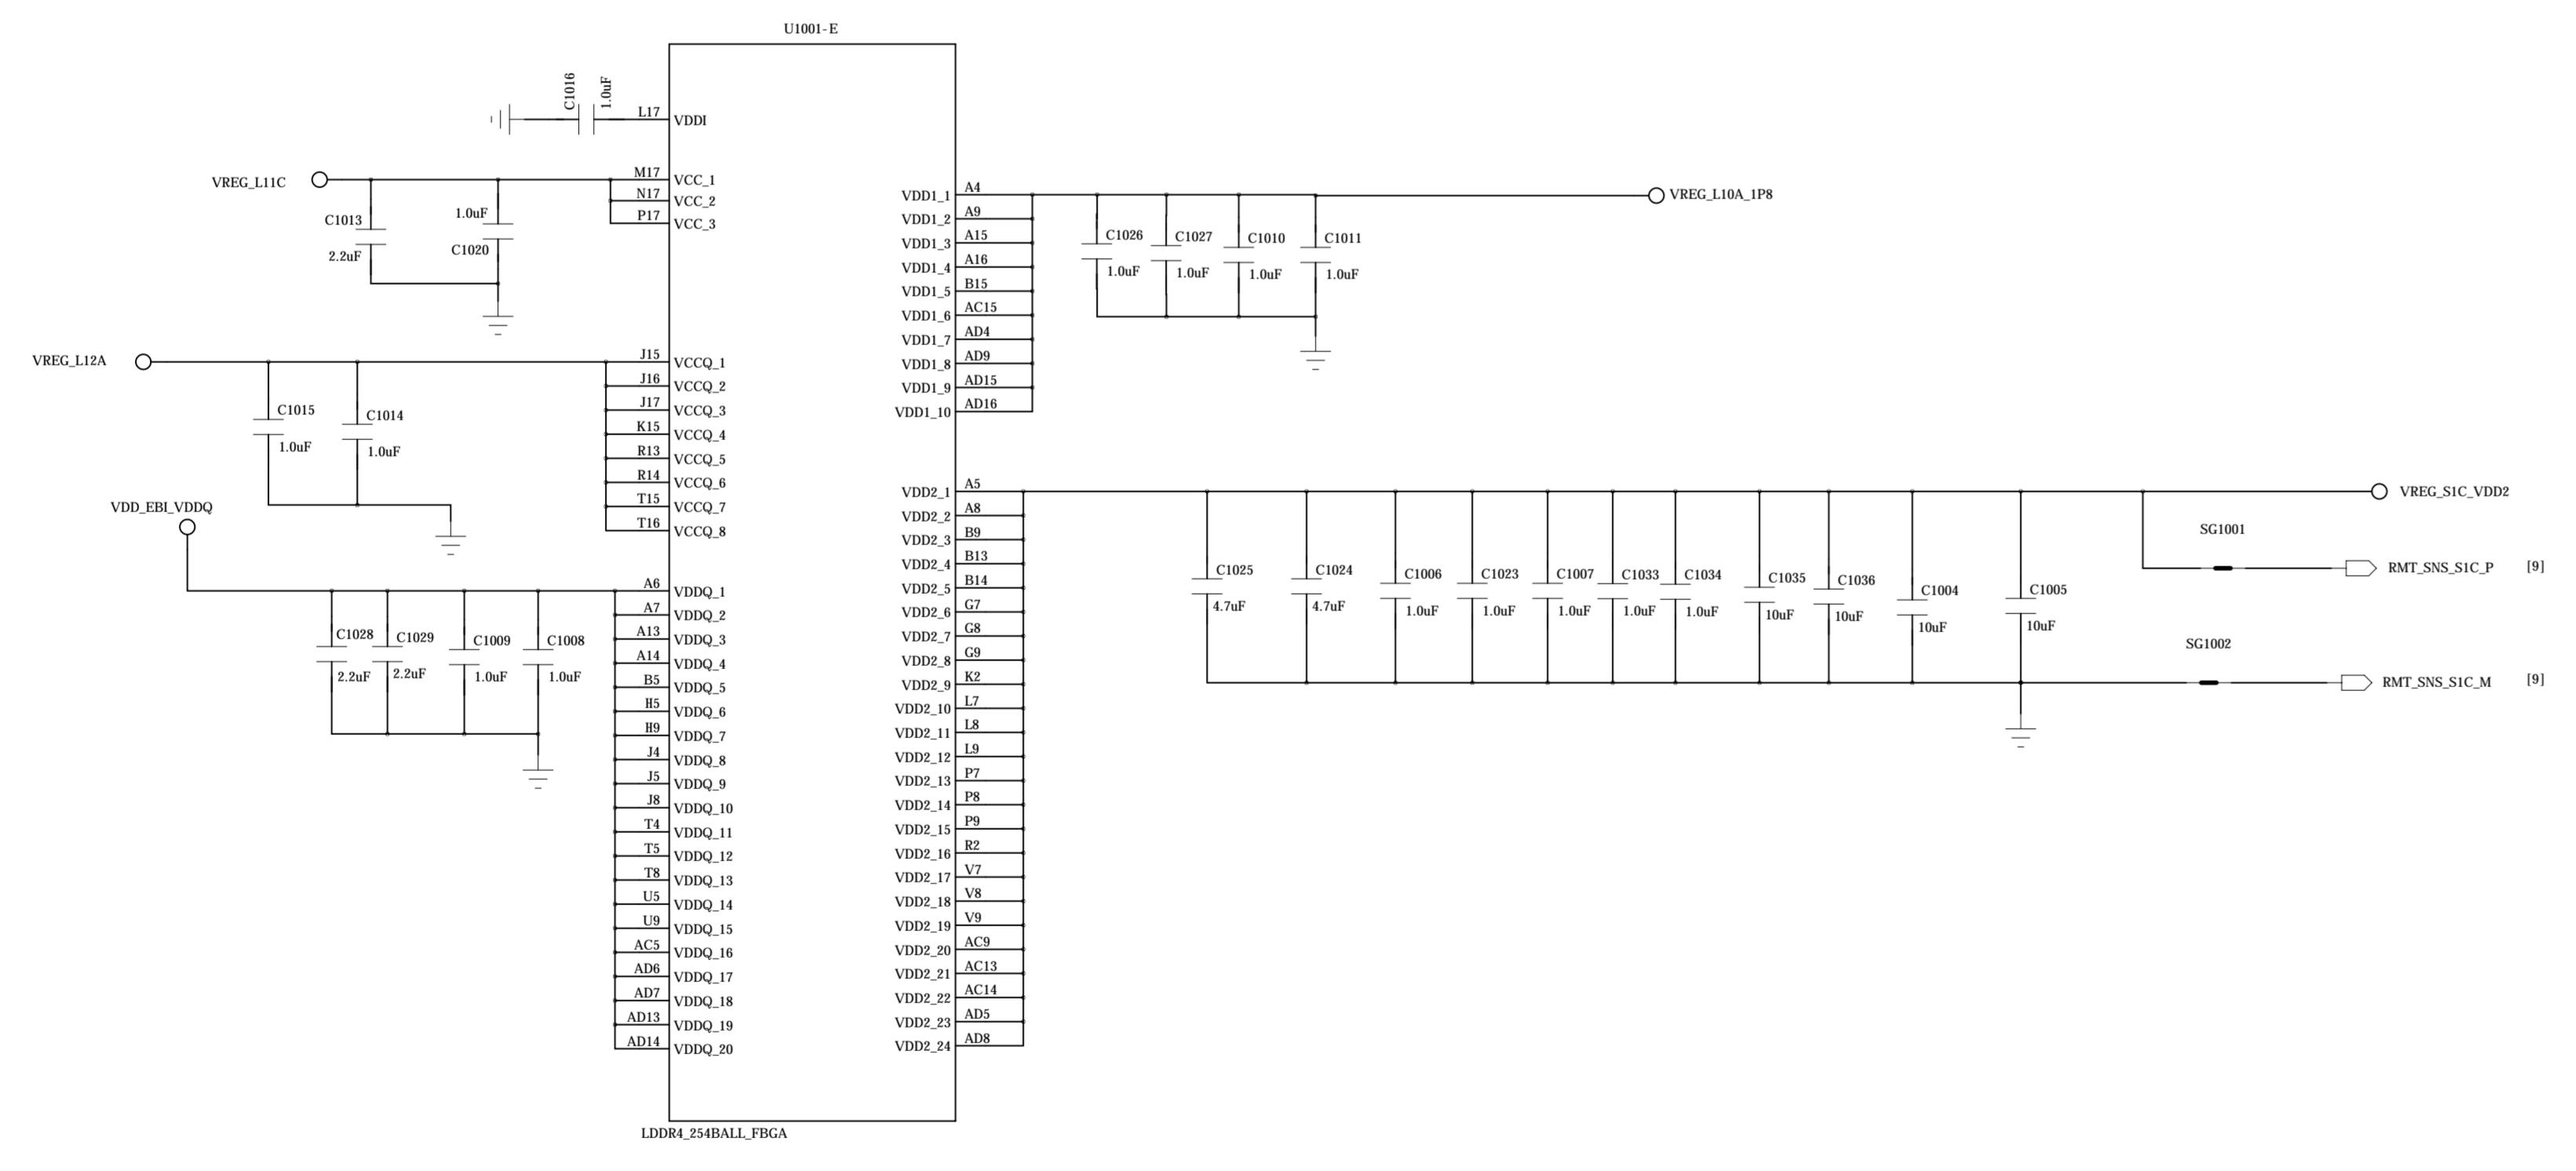 U1001-E
C1016
1.0uF
L17
VDDI
VREG_L11C
M17
VCC_1
N17
VCC_2
P17
VCC_3
C1013
2.2uF
1.0uF
C1020
VREG_L12A
J15
VCCQ_1
J16
VCCQ_2
J17
VCCQ_3
K15
VCCQ_4
R13
VCCQ_5
R14
VCCQ_6
T15
VCCQ_7
T16
VCCQ_8
C1015
1.0uF
C1014
1.0uF
VDD_EBI_VDDQ
A6
VDDQ_1
A7
VDDQ_2
A13
VDDQ_3
A14
VDDQ_4
B5
VDDQ_5
H5
VDDQ_6
H9
VDDQ_7
J4
VDDQ_8
J5
VDDQ_9
J8
VDDQ_10
T4
VDDQ_11
T5
VDDQ_12
T8
VDDQ_13
U5
VDDQ_14
U9
VDDQ_15
AC5
VDDQ_16
AD6
VDDQ_17
AD7
VDDQ_18
AD13
VDDQ_19
AD14
VDDQ_20
C1028
2.2uF
C1029
2.2uF
C1009
1.0uF
C1008
1.0uF
VDD1_1
A4
VDD1_2
A9
VDD1_3
A15
VDD1_4
A16
VDD1_5
B15
VDD1_6
AC15
VDD1_7
AD4
VDD1_8
AD9
VDD1_9
AD15
VDD1_10
AD16
C1026
1.0uF
C1027
1.0uF
C1010
1.0uF
C1011
1.0uF
VREG_L10A_1P8
VDD2_1
A5
VDD2_2
A8
VDD2_3
B9
VDD2_4
B13
VDD2_5
B14
VDD2_6
G7
VDD2_7
G8
VDD2_8
G9
VDD2_9
K2
VDD2_10
L7
VDD2_11
L8
VDD2_12
L9
VDD2_13
P7
VDD2_14
P8
VDD2_15
P9
VDD2_16
R2
VDD2_17
V7
VDD2_18
V8
VDD2_19
V9
VDD2_20
AC9
VDD2_21
AC13
VDD2_22
AC14
VDD2_23
AD5
VDD2_24
AD8
C1025
4.7uF
C1024
4.7uF
C1006
1.0uF
C1023
1.0uF
C1007
1.0uF
C1033
1.0uF
C1034
1.0uF
C1035
10uF
C1036
10uF
C1004
10uF
C1005
10uF
VREG_S1C_VDD2
SG1001
RMT_SNS_S1C_P [9]
SG1002
RMT_SNS_S1C_M [9]
LDDR4_254BALL_FBGA